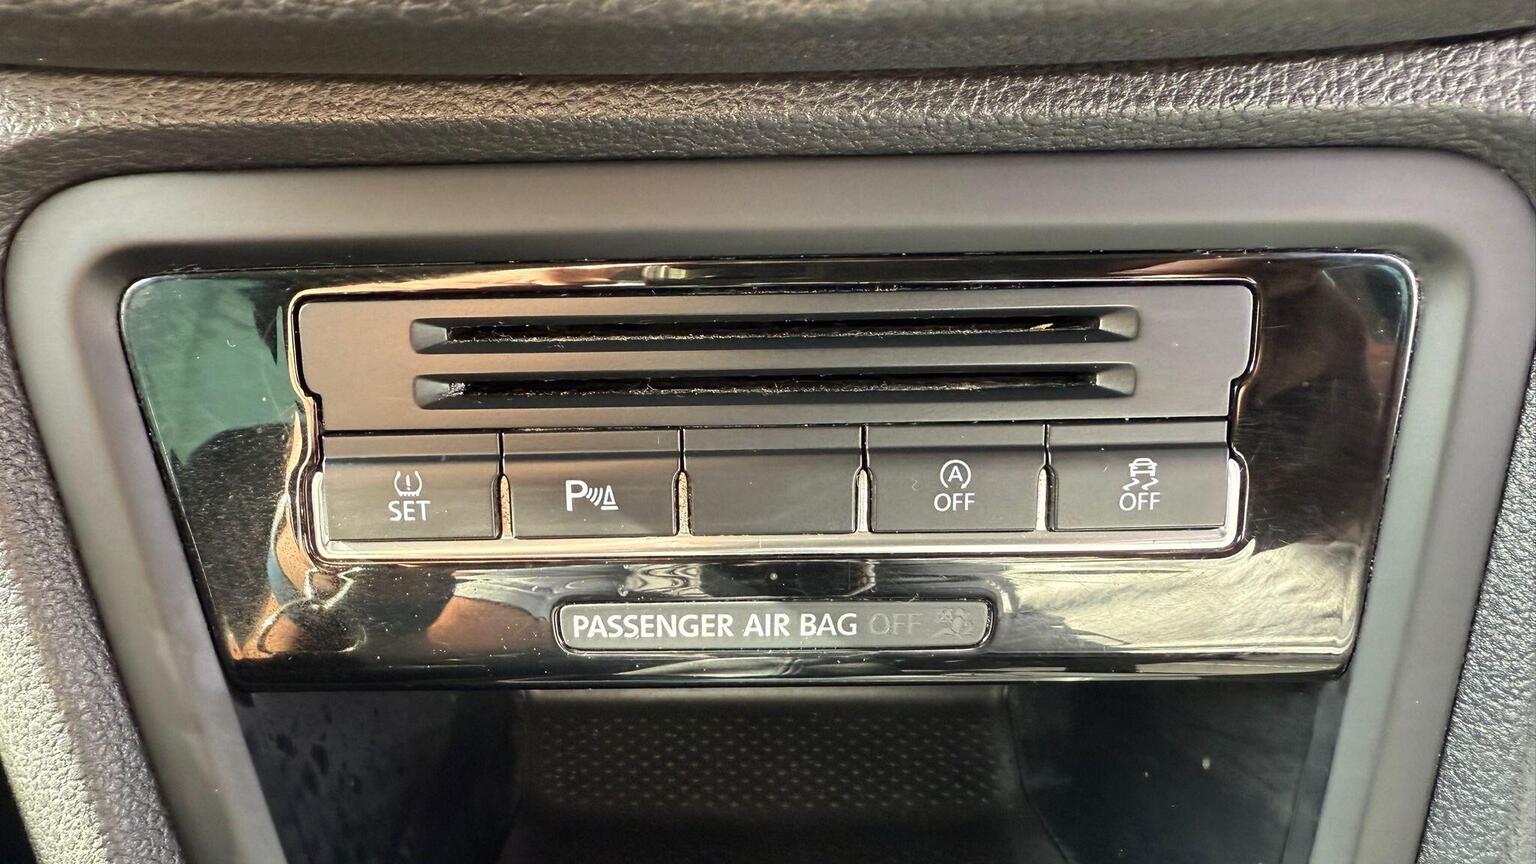 SET
P
A
OFF
OFF
PASSENGER AIR BAG OFF